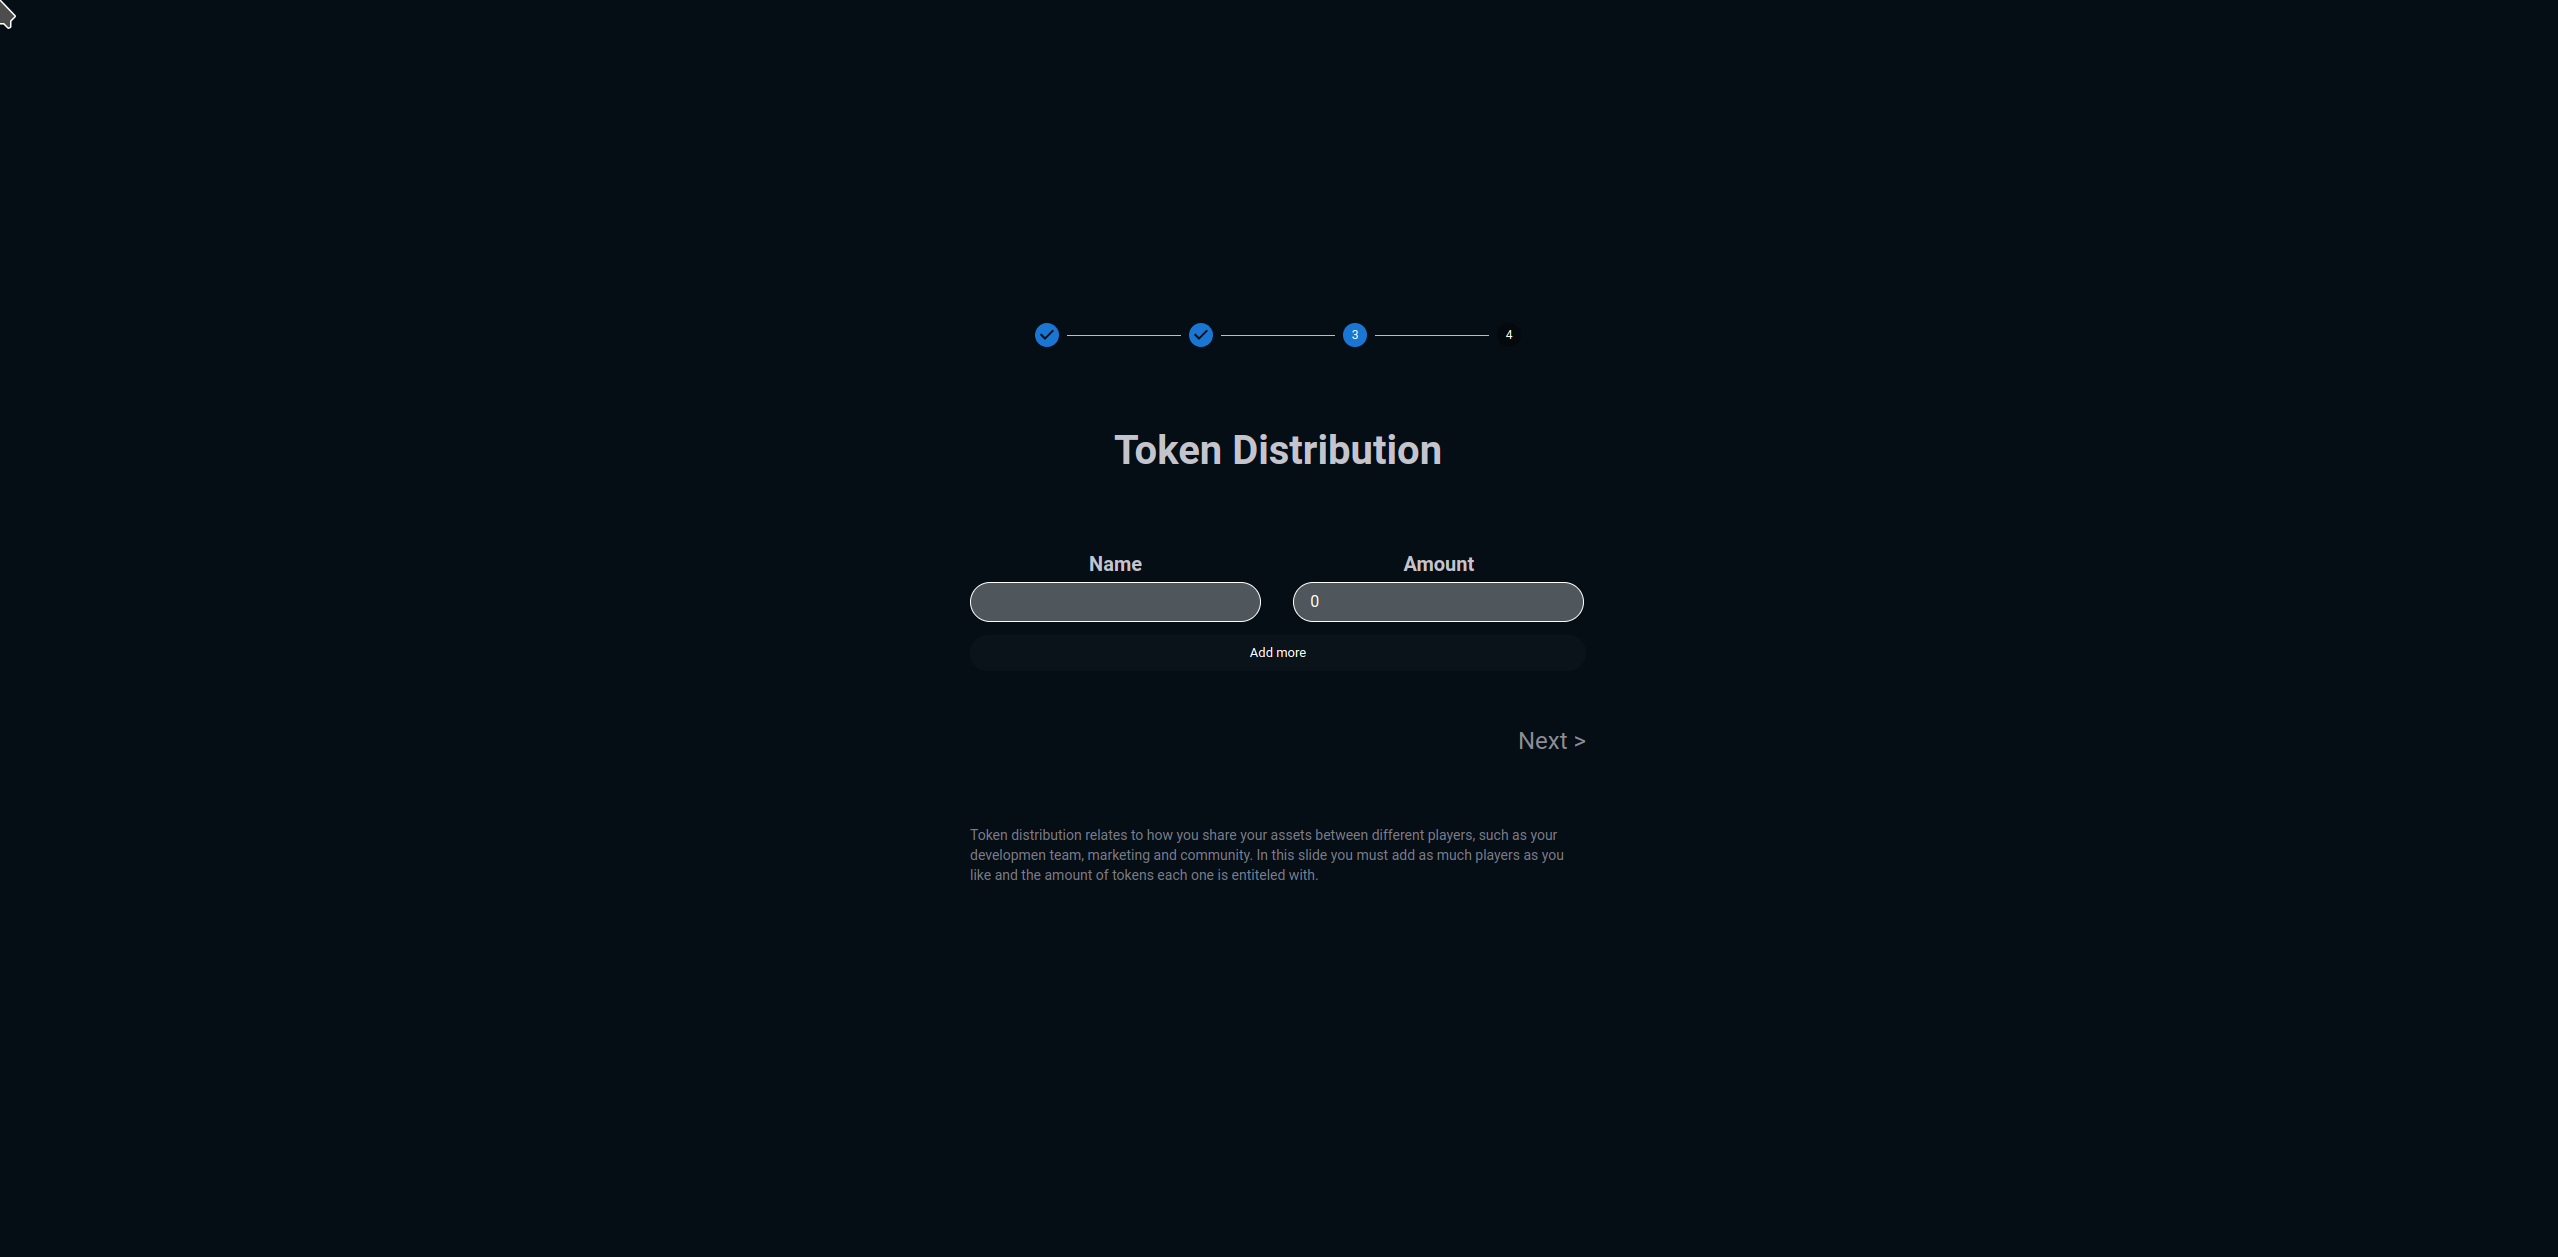 3
4
Token Distribution
Name
Amount
0
Add more
Next >
Token distribution relates to how you share your assets between different players, such as your
developmen team, marketing and community. In this slide you must add as much players as you
like and the amount of tokens each one is entiteled with.